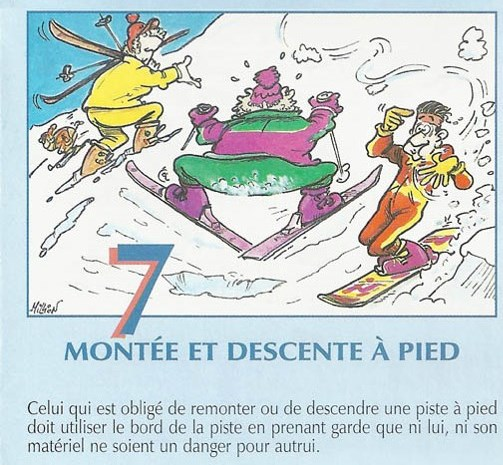 Million
7
MONTÉE ET DESCENTE À PIED
Celui qui est obligé de remonter ou de descendre une piste à pied
doit utiliser le bord de la piste en prenant garde que ni lui, ni son
matériel ne soient un danger pour autrui.